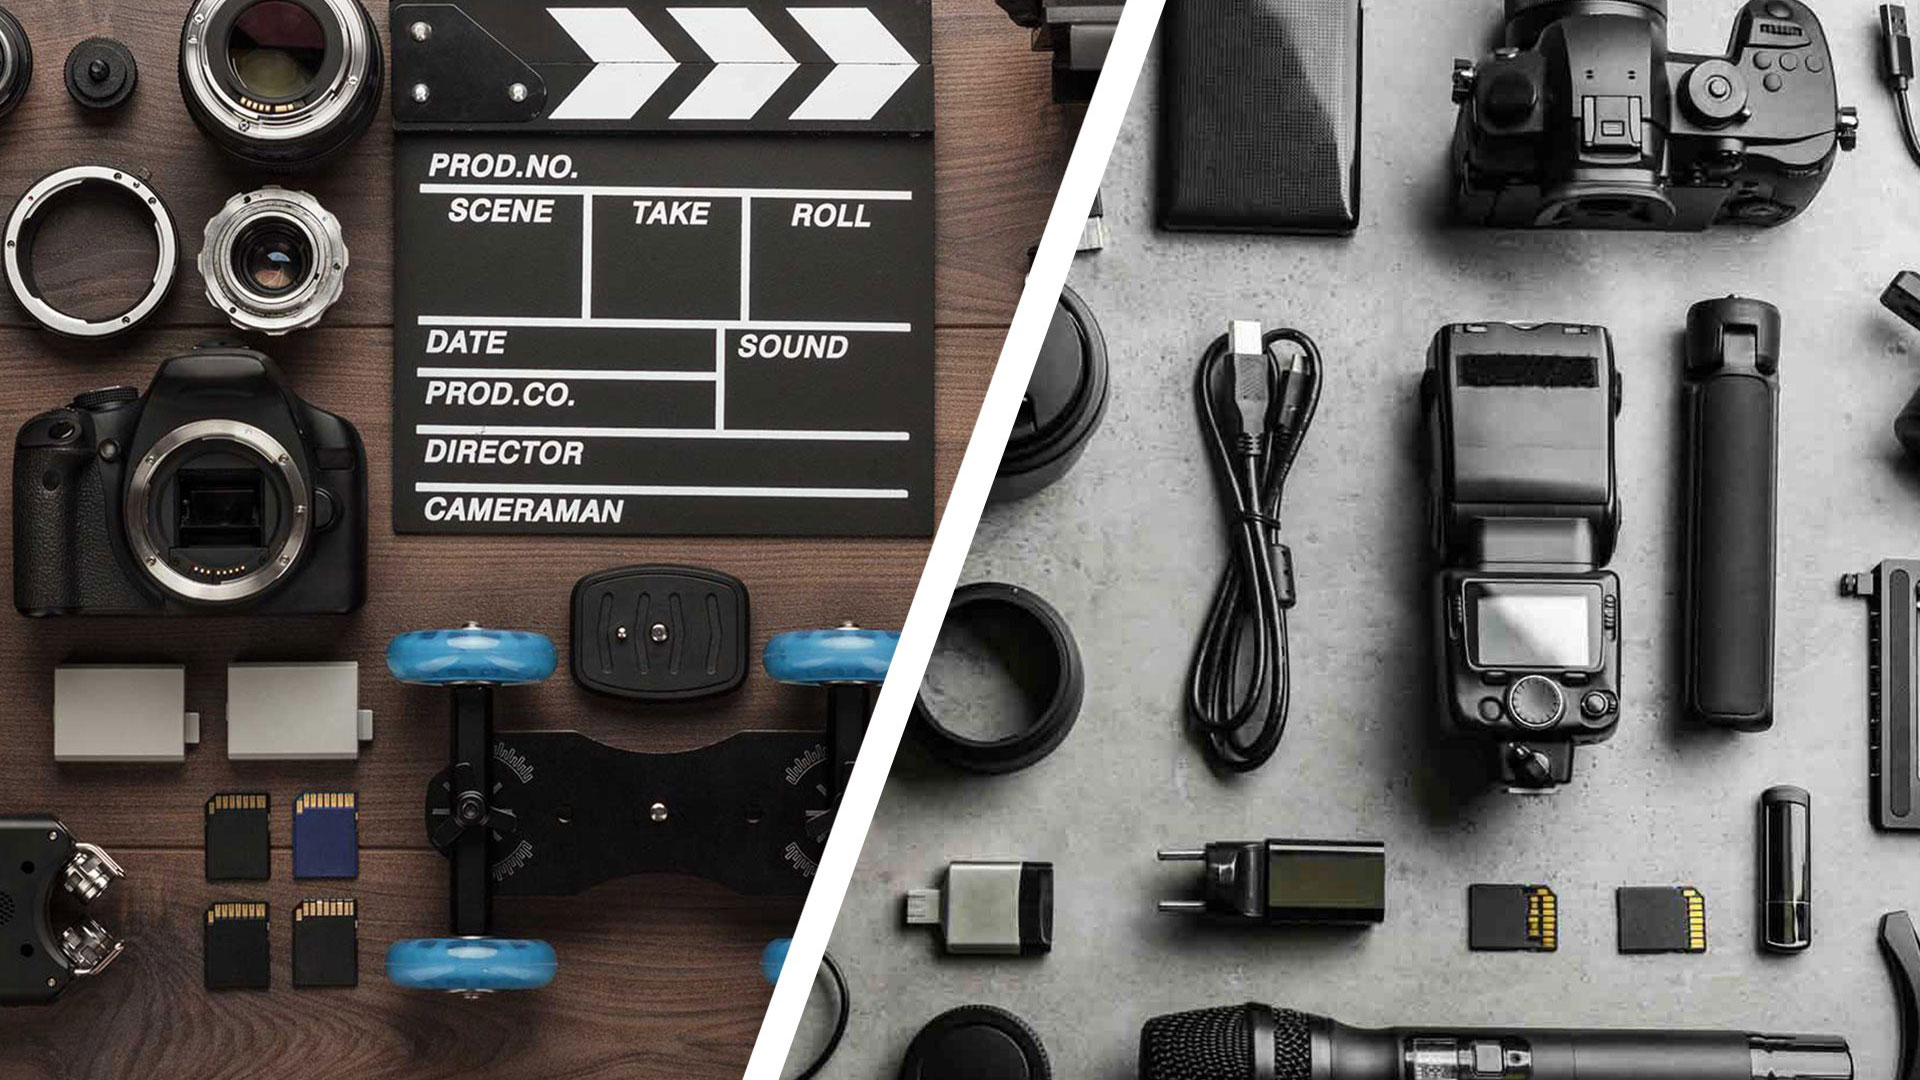 PROD.NO.
SCENE TAKE ROLL
DATE SOUND
PROD.CO.
DIRECTOR
CAMERAMAN